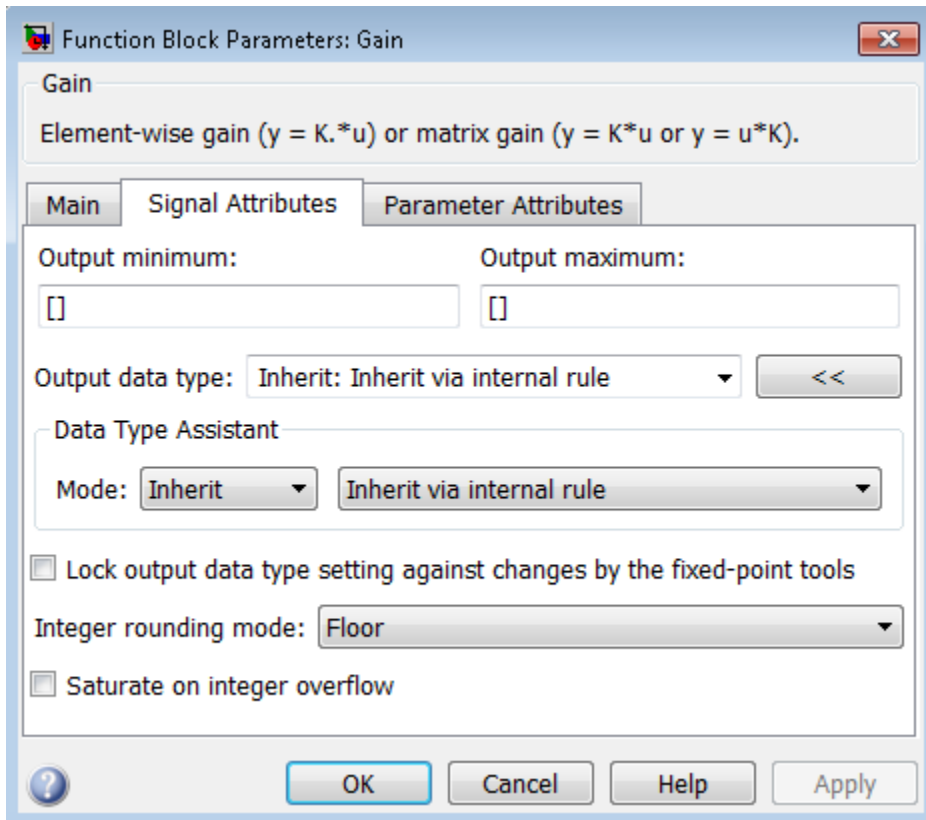 Function Block Parameters: Gain
Gain
Element-wise gain (y = K.*u) or matrix gain (y = K*u or y = u*K).
Main Signal Attributes Parameter Attributes
Output minimum: Output maximum:
[] []
Output data type: Inherit: Inherit via internal rule <<
Data Type Assistant
Mode: Inherit Inherit via internal rule
Lock output data type setting against changes by the fixed-point tools
Integer rounding mode: Floor
Saturate on integer overflow
? OK Cancel Help Apply